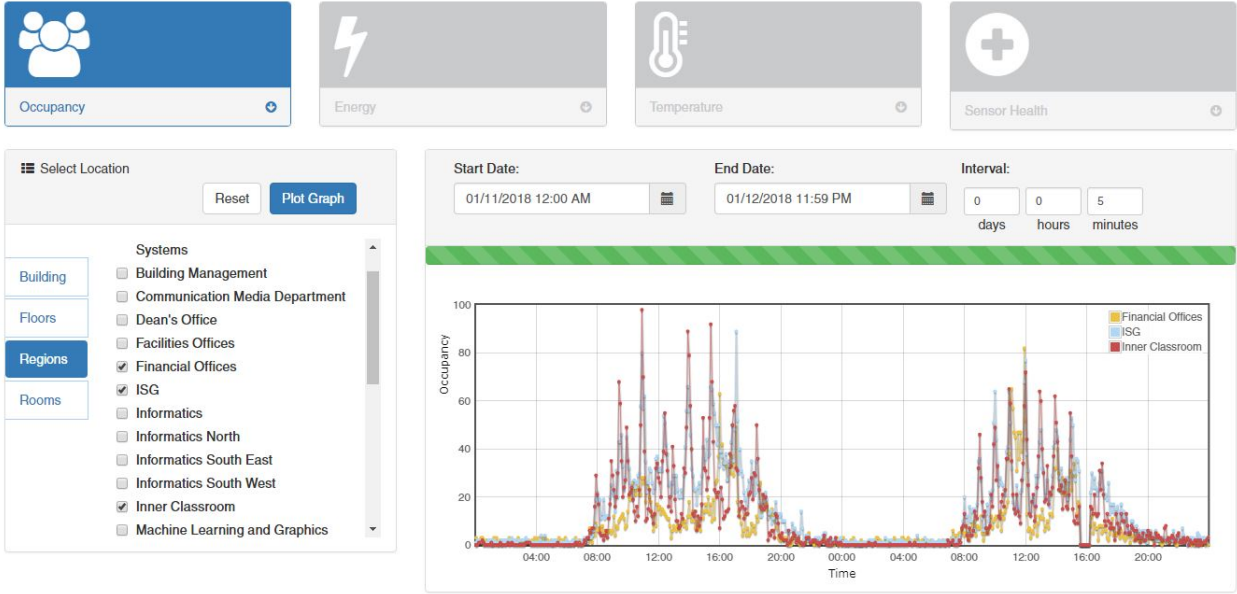 Occupancy
Energy
Temperature
Sensor Health
Select Location
Reset
Plot Graph
Building
Floors
Regions
Rooms
Systems
Building Management
Communication Media Department
Dean's Office
Facilities Offices
Financial Offices
ISG
Informatics
Informatics North
Informatics South East
Informatics South West
Inner Classroom
Machine Learning and Graphics
Start Date:
End Date:
Interval:
01/11/2018 12:00 AM
01/12/2018 11:59 PM
0
0
5
days
hours
minutes
Occupancy
100
80
60
40
20
0
Financial Offices
ISG
Inner Classroom
04:00
08:00
12:00
16:00
20:00
00:00
04:00
08:00
12:00
16:00
20:00
Time